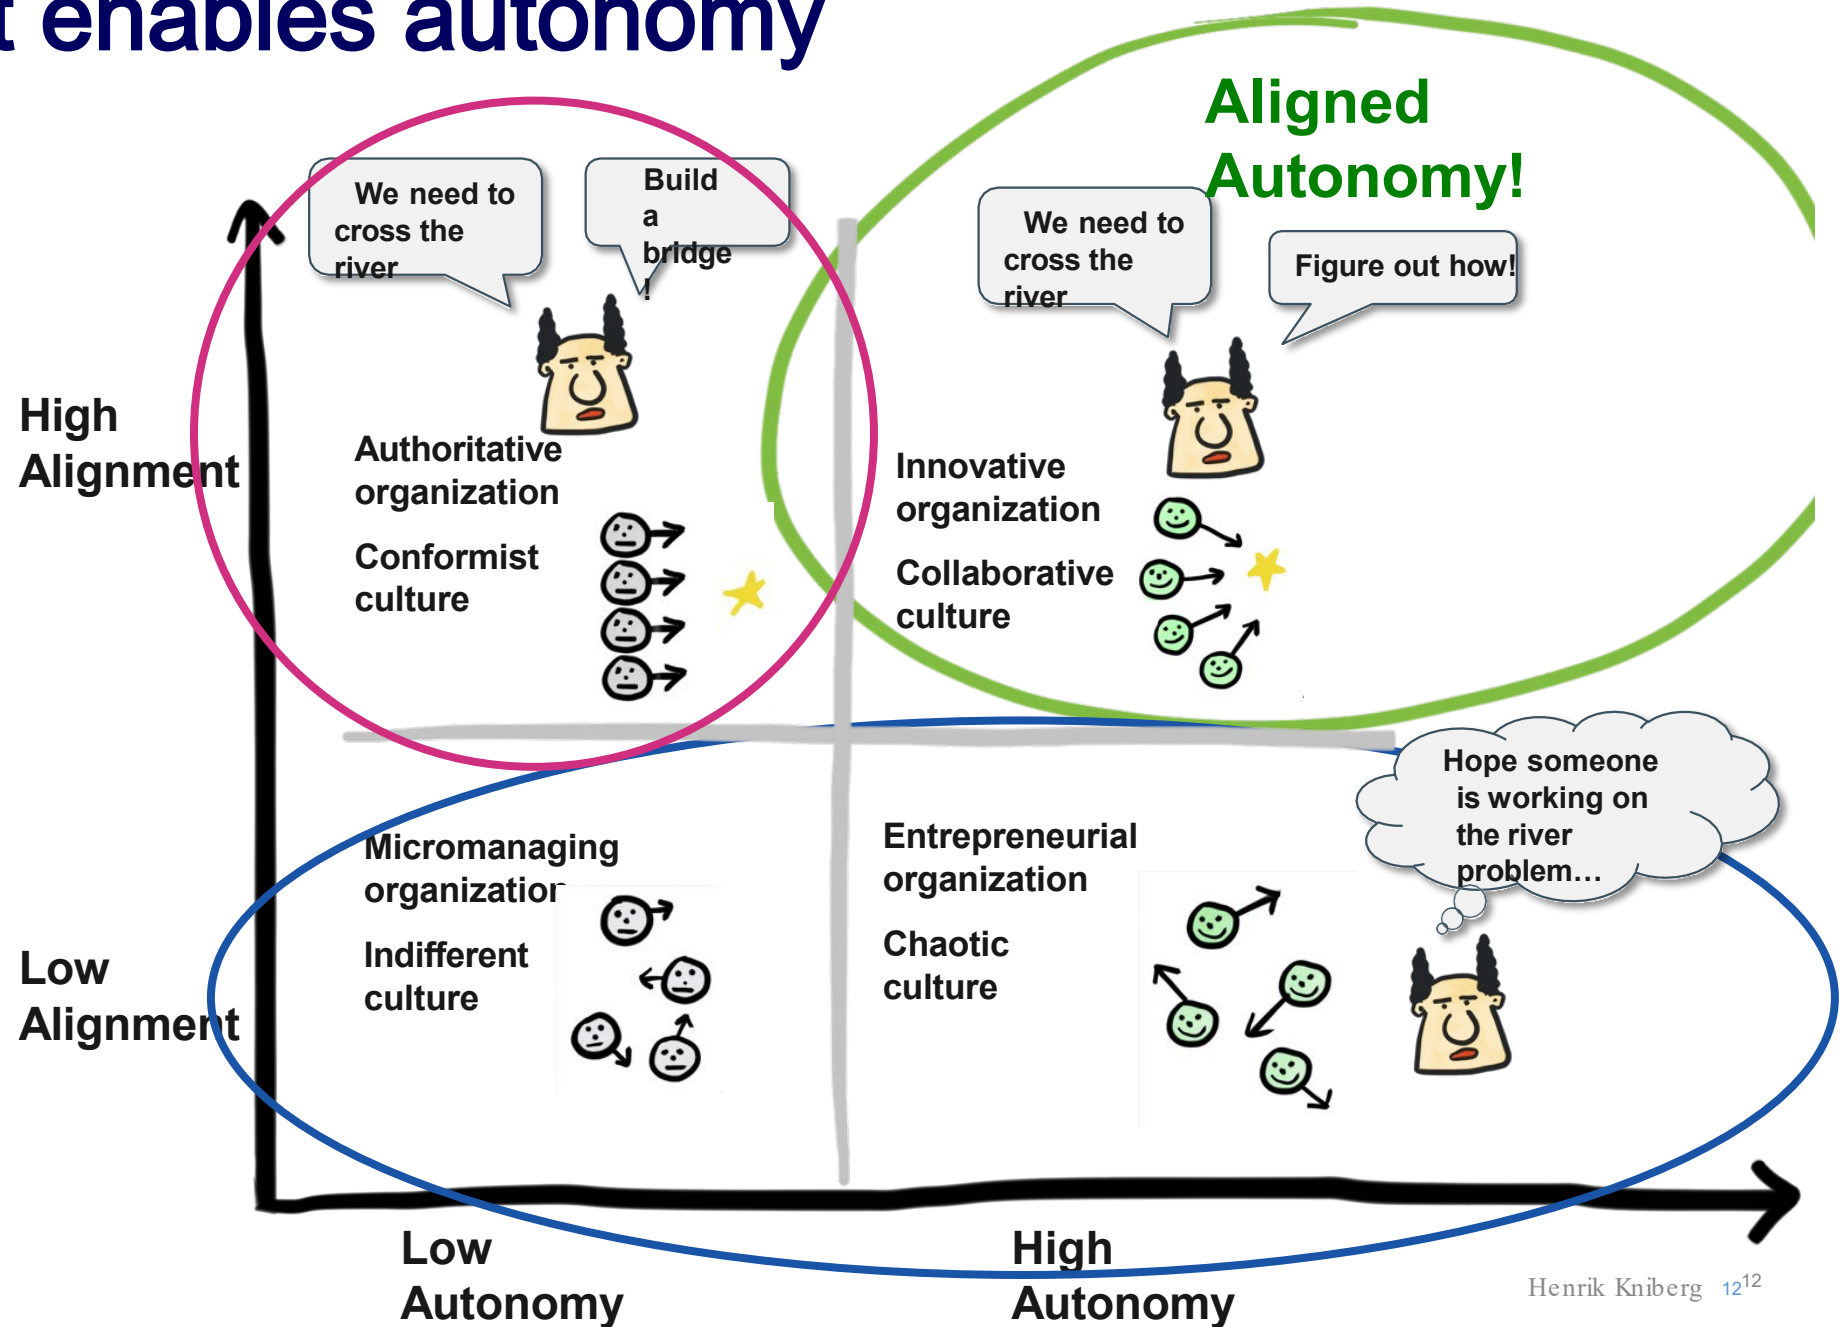 t enables autonomy
Aligned
Autonomy!
We need to
cross the
river
Build
a
bridge
!
We need to
cross the
river
Figure out how!
High
Alignment
Authoritative
organization
Conformist
culture
Innovative
organization
Collaborative
culture
Hope someone
is working on
the river
problem…
Low
Alignment
Micromanaging
organization
Indifferent
culture
Entrepreneurial
organization
Chaotic
culture
Low
Autonomy
High
Autonomy
Henrik Kniberg 12 12